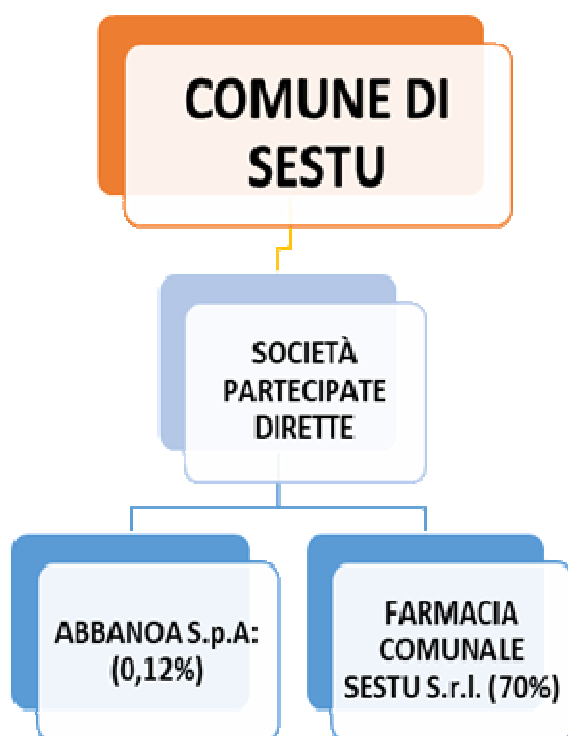 COMUNE DI
SESTU
SOCIETÀ
PARTECIPATE
DIRETTE
ABBANOA S.p.A:
(0,12%)
FARMACIA
COMUNALE
SESTU S.r.l. (70%)